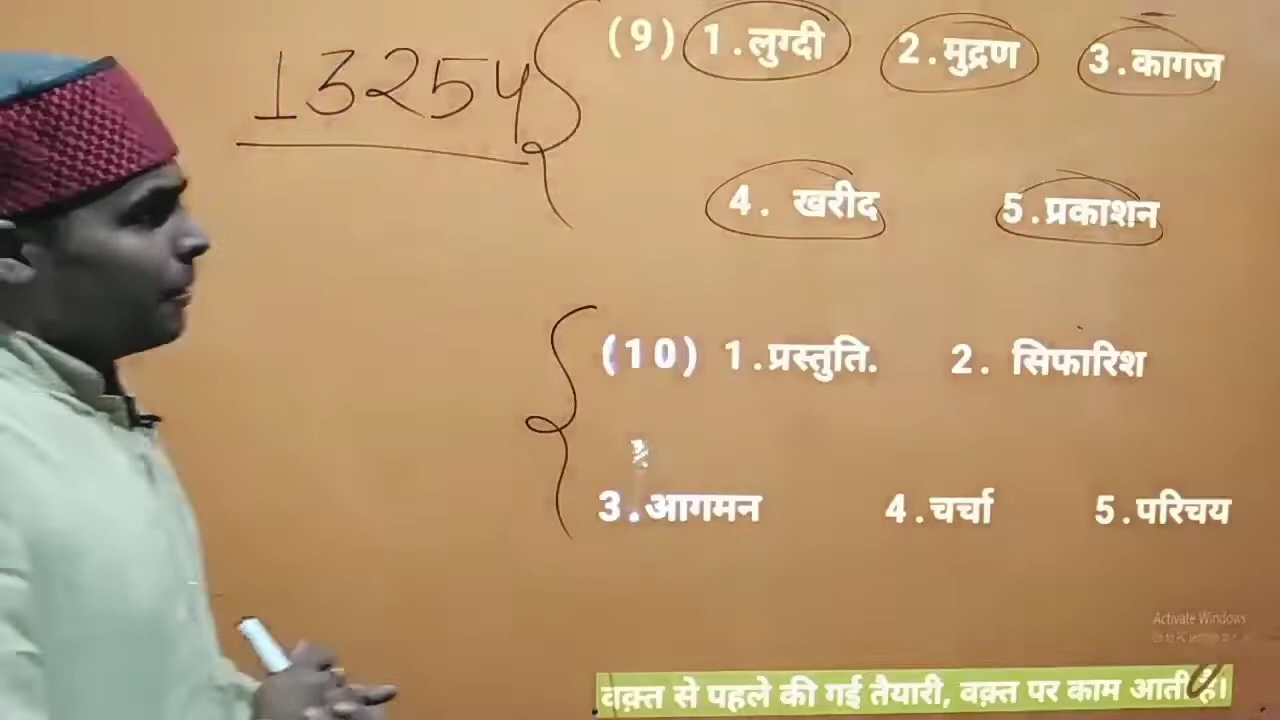 13254
(9) 1.लुग्दी 2.मुद्रण 3.कागज
4. खरीद 5.प्रकाशन
(10) 1.प्रस्तुति. 2. सिफारिश
3.आगमन 4.चर्चा 5.परिचय
Activate Windows
वक़्त से पहले की गई तैयारी, वक़्त पर काम आती है।